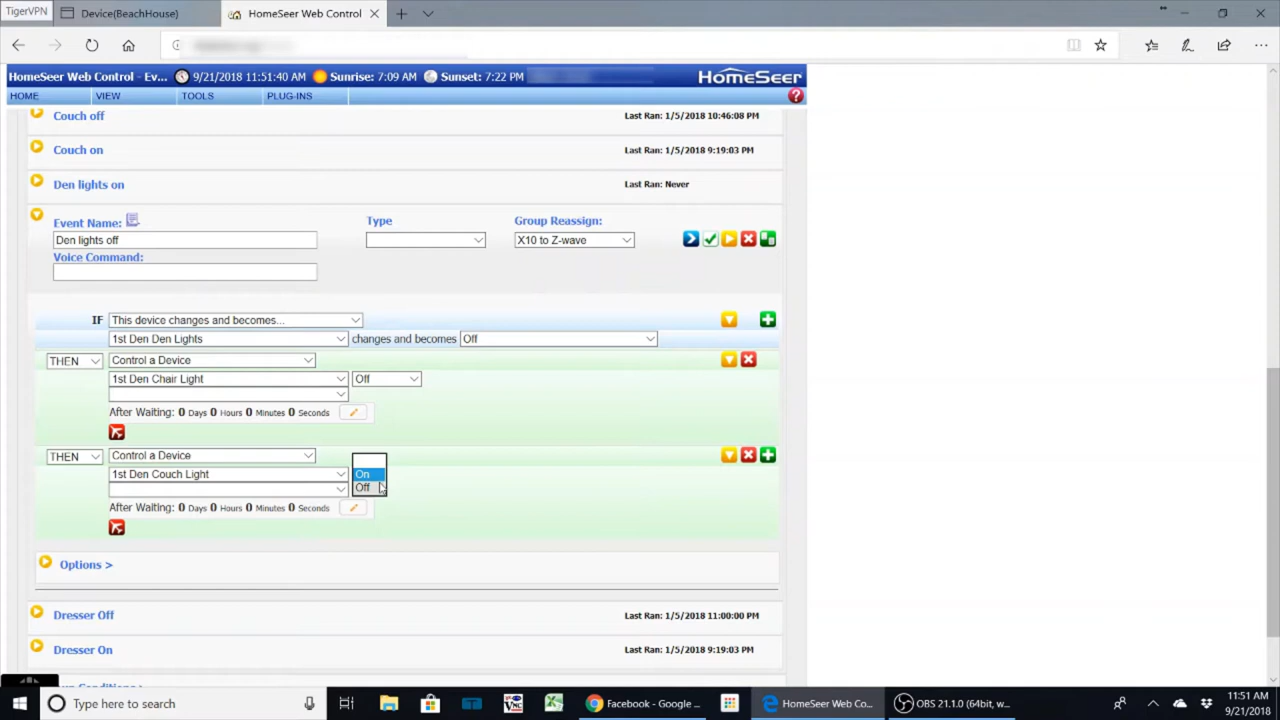 TigerVPN
Device(BeachHouse)
HomeSeer Web Control
HomeSeer Web Control - Ev... 9/21/2018 11:51:40 AM Sunrise: 7:09 AM Sunset: 7:22 PM HomeSeer
HOME VIEW TOOLS PLUG-INS ?
Couch off Last Ran: 1/5/2018 10:46:08 PM
Couch on Last Ran: 1/5/2018 9:19:03 PM
Den lights on Last Ran: Never
Event Name: Type Group Reassign:
Den lights off X10 to Z-wave
Voice Command:
IF This device changes and becomes...
1st Den Den Lights changes and becomes Off
THEN Control a Device
1st Den Chair Light Off
After Waiting: 0 Days 0 Hours 0 Minutes 0 Seconds
THEN Control a Device
1st Den Couch Light On
Off
After Waiting: 0 Days 0 Hours 0 Minutes 0 Seconds
Options >
Dresser Off Last Ran: 1/5/2018 11:00:00 PM
Dresser On Last Ran: 1/5/2018 9:19:03 PM
Type here to search Facebook - Google ... HomeSeer Web Co... OBS 21.1.0 (64bit, w... 11:51 AM
9/21/2018